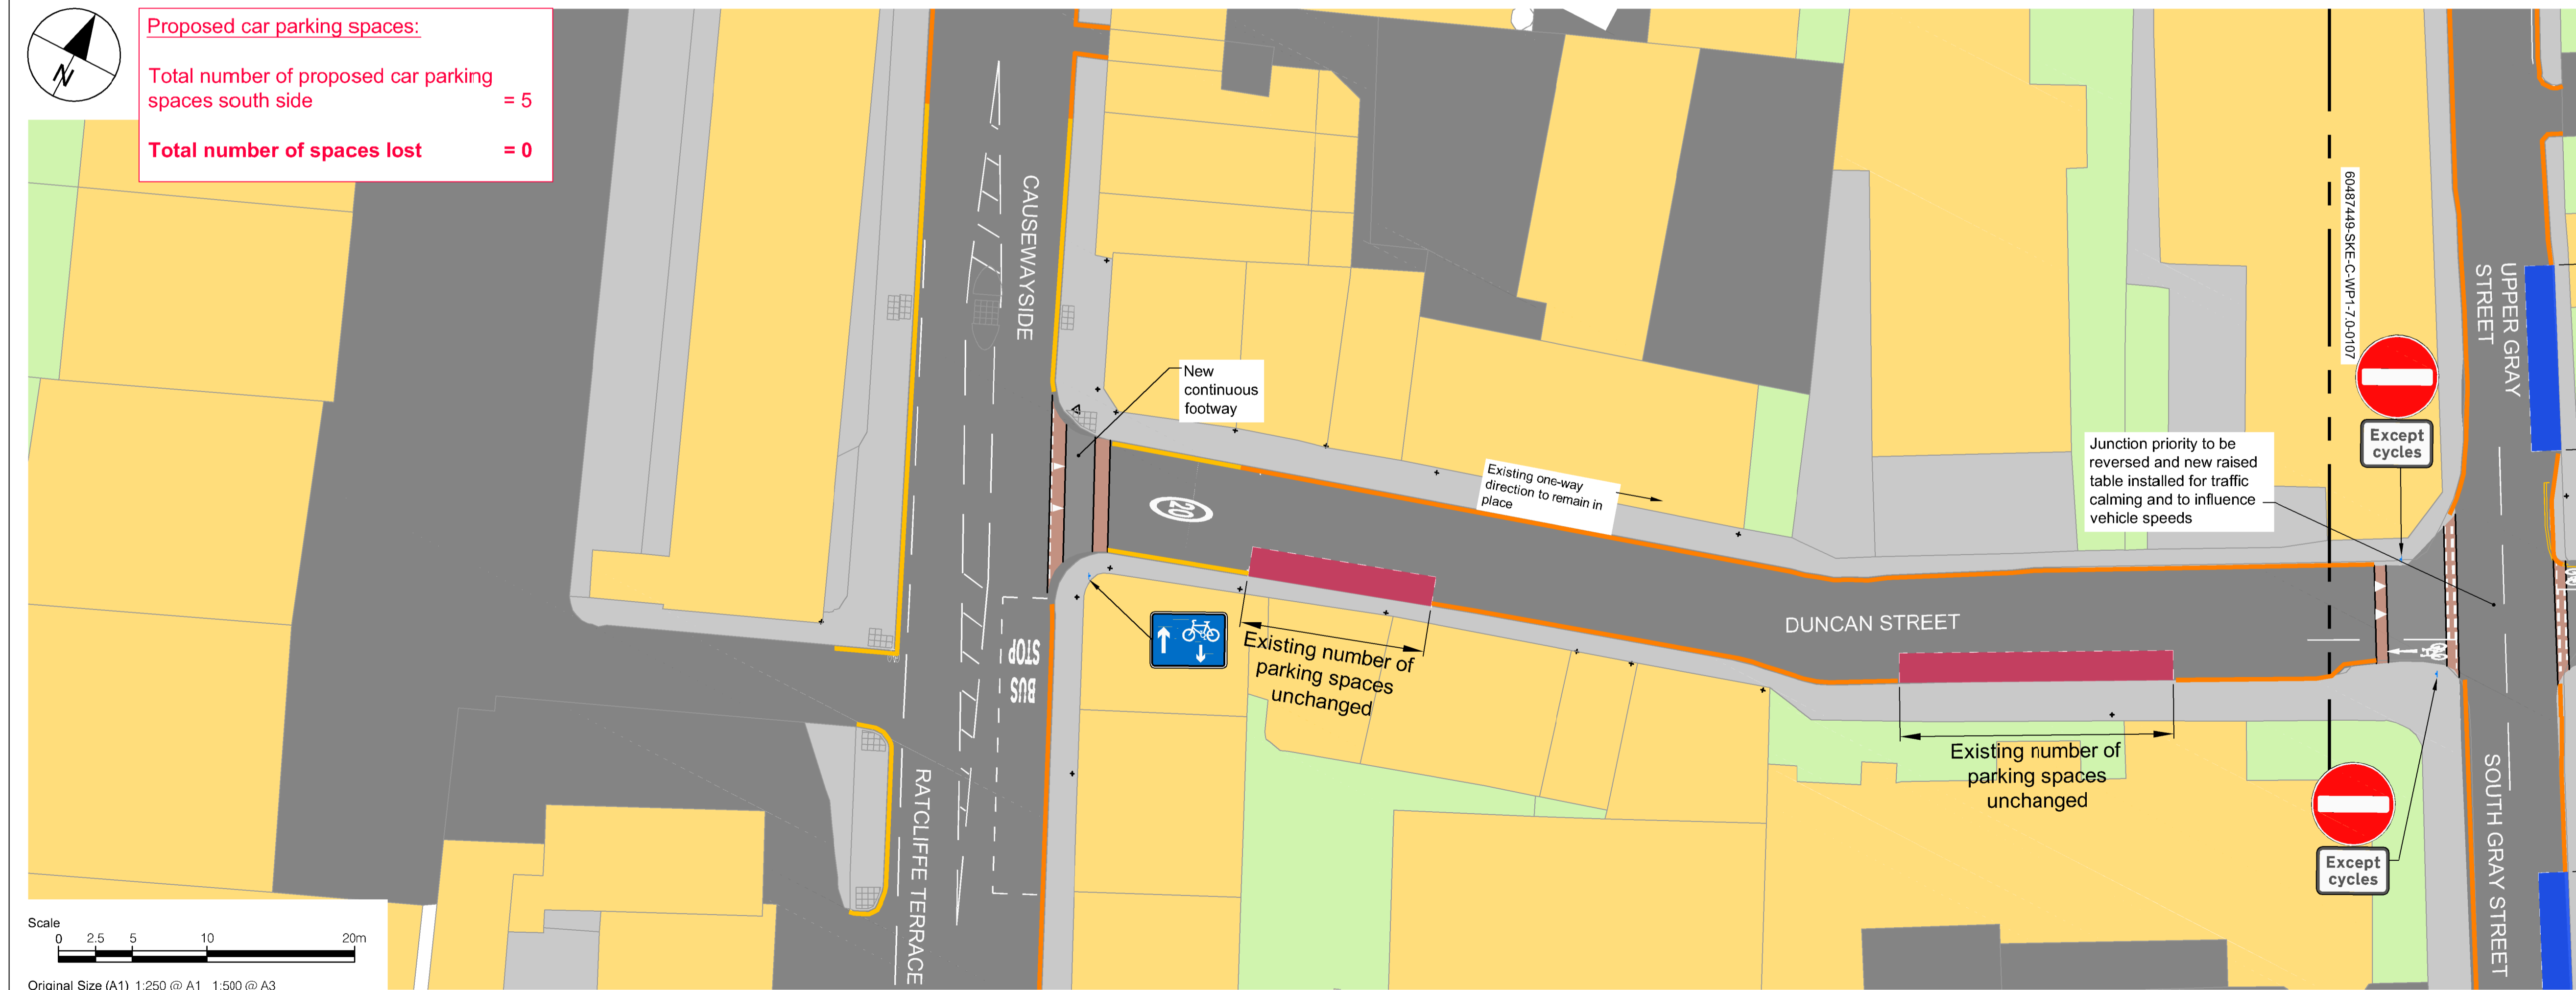 N
Proposed car parking spaces:
Total number of proposed car parking
spaces south side = 5
Total number of spaces lost = 0
CAUSEWAYSIDE
New
continuous
footway
20
Existing one-way
direction to remain in
place
60487449-SKE-C-WP1-7.0-0107
UPPER GRAY
STREET
Except
cycles
Junction priority to be
reversed and new raised
table installed for traffic
calming and to influence
vehicle speeds
DUNCAN STREET
BUS
STOP
Existing number of
parking spaces
unchanged
Existing number of
parking spaces
unchanged
RATCLIFFE TERRACE
SOUTH GRAY STREET
Except
cycles
Scale
0 2.5 5 10 20m
Original Size (A1) 1:250 @ A1 1:500 @ A3